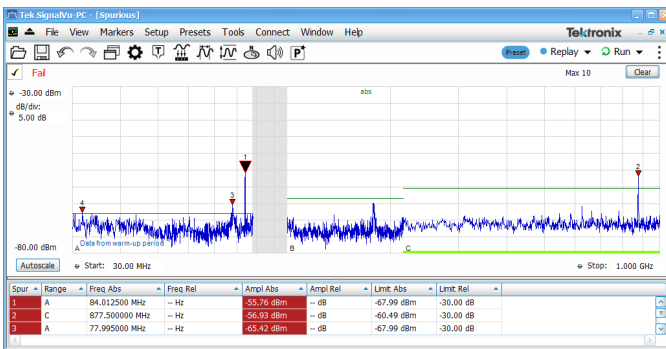 Tek SignalVu-PC - [Spurious]
File View Markers Setup Presets Tools Connect Window Help
Tektronix
Preset Replay Run
Fail
Max 10 Clear
-30.00 dBm
dB/div:
5.00 dB
abs
1
2
3
4
-80.00 dBm
A Data from warm-up period
B
C
Autoscale Start: 30.00 MHz Stop: 1.000 GHz
Spur Range Freq Abs Freq Rel Ampl Abs Ampl Rel Limit Abs Limit Rel
1 A 84.012500 MHz -- Hz -55.76 dBm -- dB -67.99 dBm -30.00 dB
2 C 877.500000 MHz -- Hz -56.93 dBm -- dB -60.49 dBm -30.00 dB
3 A 77.995000 MHz -- Hz -65.42 dBm -- dB -67.99 dBm -30.00 dB